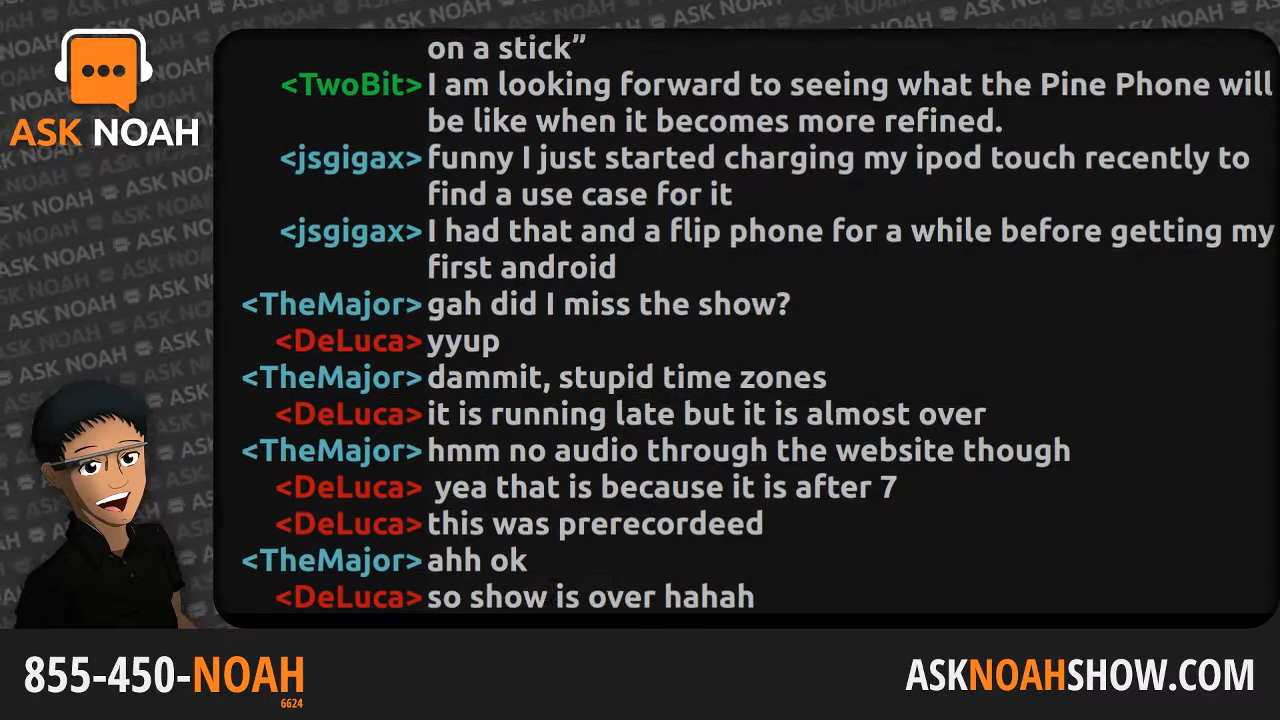 on a stick”
<TwoBit> I am looking forward to seeing what the Pine Phone will
be like when it becomes more refined.
<jsgigax> funny I just started charging my ipod touch recently to
find a use case for it
<jsgigax> I had that and a flip phone for a while before getting my
first android
<TheMajor> gah did I miss the show?
<DeLuca> yyup
<TheMajor> dammit, stupid time zones
<DeLuca> it is running late but it is almost over
<TheMajor> hmm no audio through the website though
<DeLuca> yea that is because it is after 7
<DeLuca> this was prerecordeed
<TheMajor> ahh ok
<DeLuca> so show is over hahah
ASK NOAH
855-450-NOAH
6624
ASKNOAHSHOW.COM